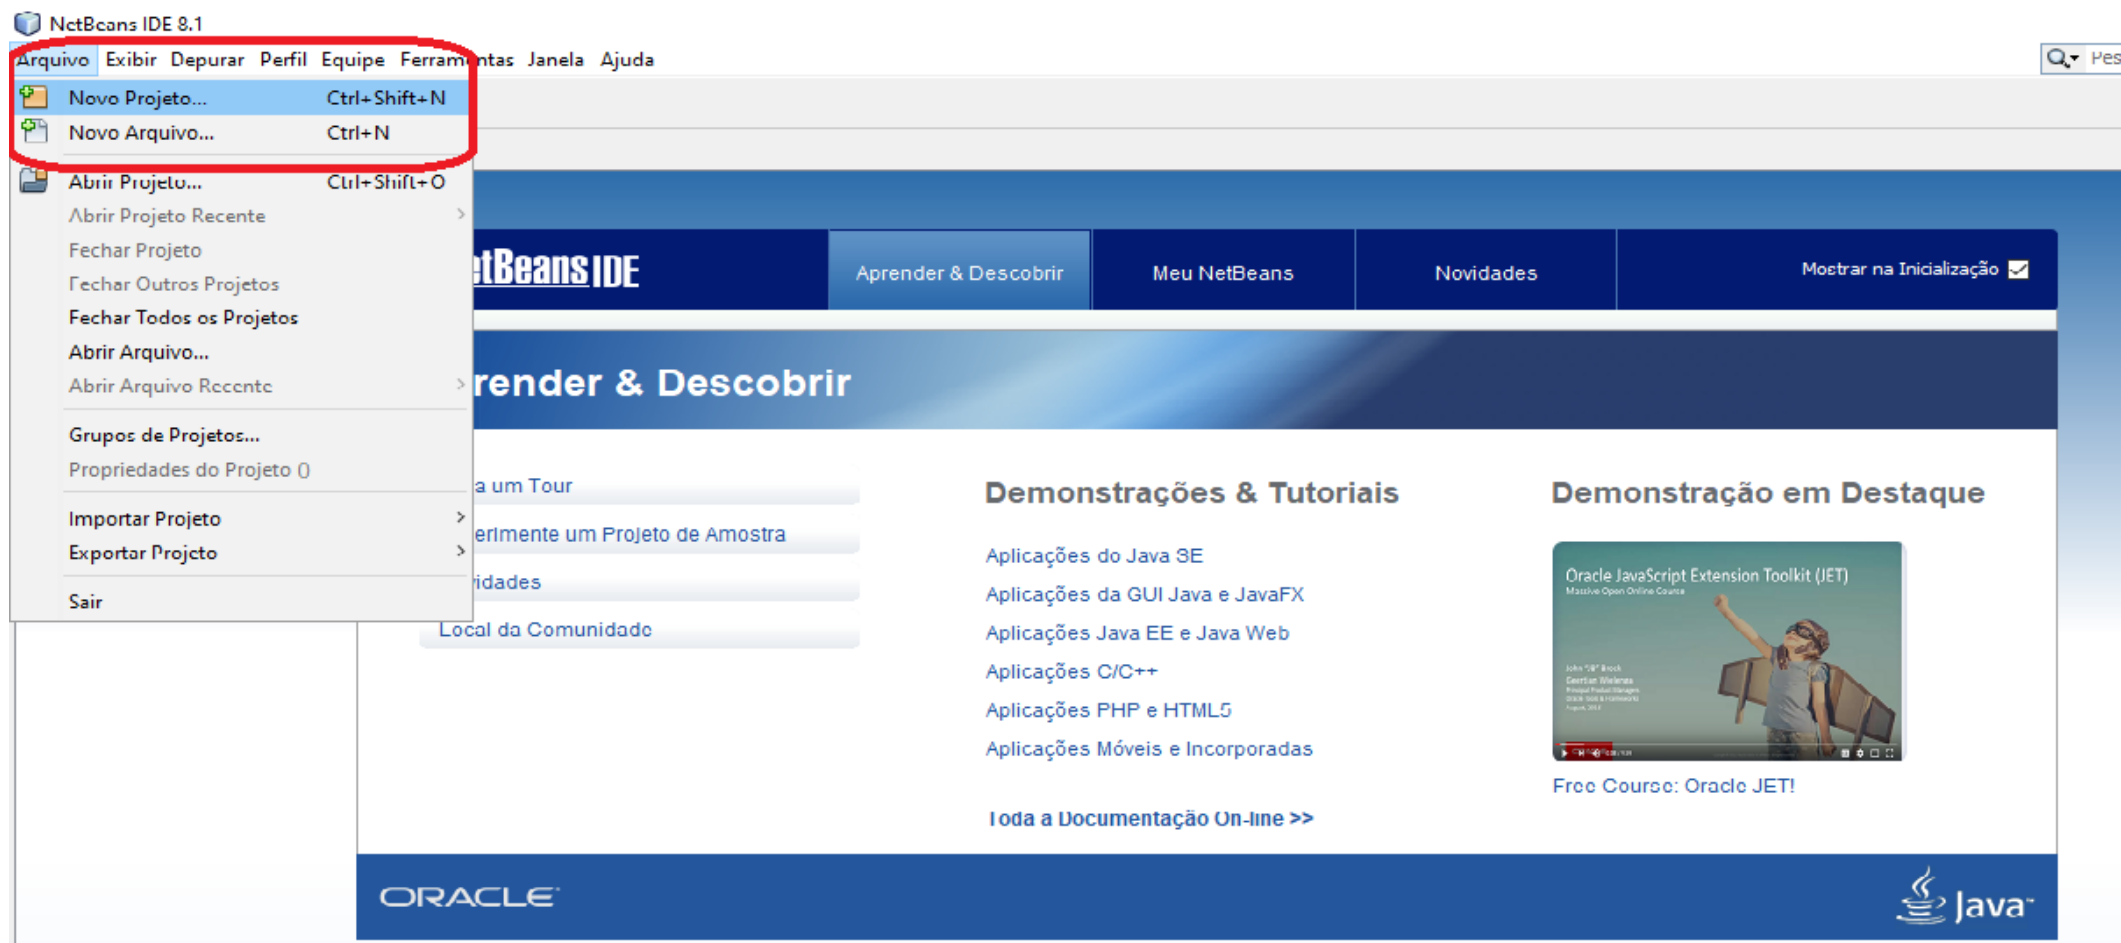 NetBeans IDE 8.1
Arquivo Exibir Depurar Perfil Equipe Ferramentas Janela Ajuda
Pes
Novo Projeto... Ctrl+Shift+N
Novo Arquivo... Ctrl+N
Abrir Projeto... Ctrl+Shift+O
Abrir Projeto Recente
Fechar Projeto
Fechar Outros Projetos
Fechar Todos os Projetos
Abrir Arquivo...
Abrir Arquivo Recente
Grupos de Projetos...
Propriedades do Projeto ()
Importar Projeto
Exportar Projeto
Sair
etBeans IDE
Aprender & Descobrir
Meu NetBeans
Novidades
Mostrar na Inicialização
render & Descobrir
a um Tour
erimente um Projeto de Amostra
idades
Local da Comunidade
Demonstrações & Tutoriais
Aplicações do Java SE
Aplicações da GUI Java e JavaFX
Aplicações Java EE e Java Web
Aplicações C/C++
Aplicações PHP e HTML5
Aplicações Móveis e Incorporadas
Toda a Documentação On-line >>
Demonstração em Destaque
Oracle JavaScript Extension Toolkit (JET)
Massive Open Online Course
John "JB" Brock
Free Course: Oracle JET!
ORACLE
Java